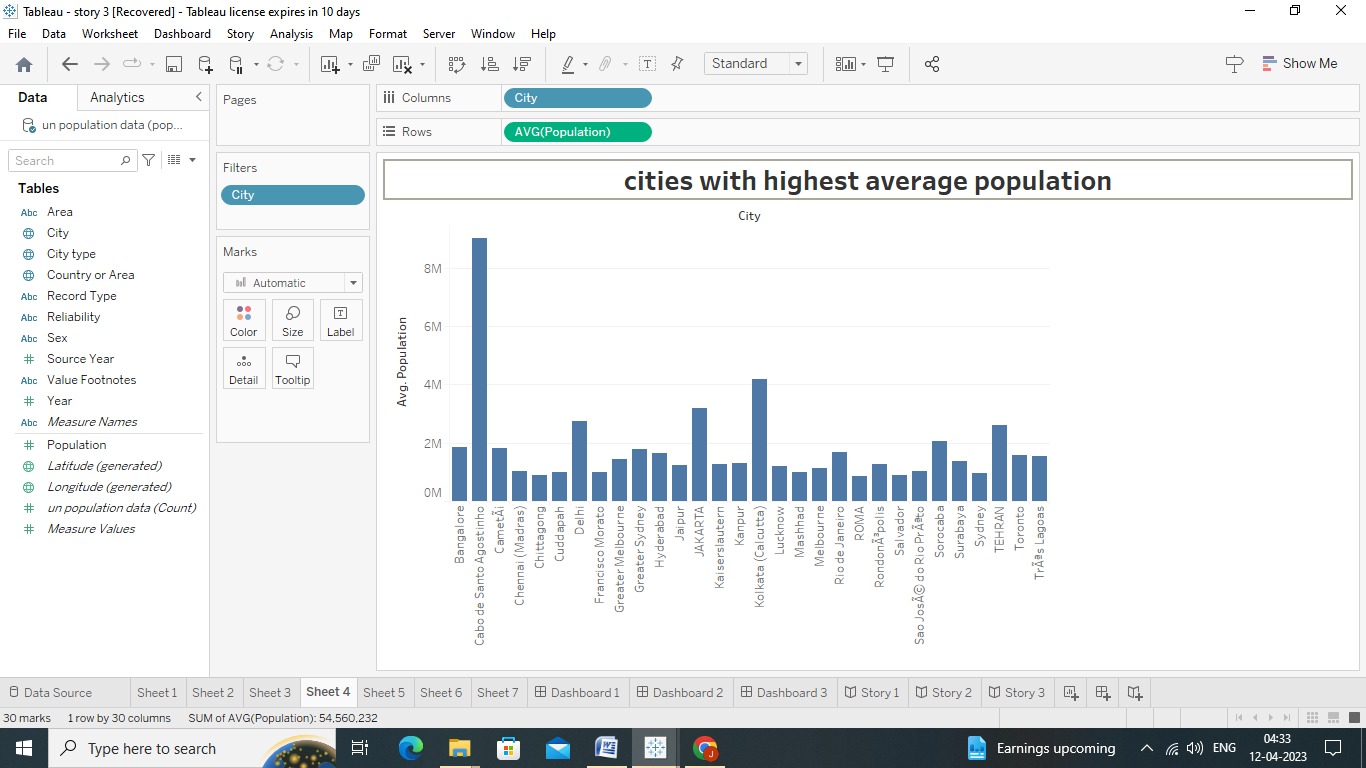 Tableau - story 3 [Recovered] - Tableau license expires in 10 days
File Data Worksheet Dashboard Story Analysis Map Format Server Window Help
Standard
Show Me
Data Analytics
un population data (pop...
Search
Tables
Abc Area
City
City type
Country or Area
Abc Record Type
Abc Reliability
Abc Sex
Source Year
Abc Value Footnotes
Year
Abc Measure Names
Population
Latitude (generated)
Longitude (generated)
un population data (Count)
Measure Values
Pages
Filters
City
Marks
Automatic
Color Size Label
Detail Tooltip
Columns City
Rows AVG(Population)
cities with highest average population
City
Avg. Population
8M
6M
4M
2M
0M
Bangalore
Cabo de Santo Agostinho
CametÃi
Chennai (Madras)
Chittagong
Cuddapah
Delhi
Francisco Morato
Greater Melbourne
Greater Sydney
Hyderabad
Jaipur
JAKARTA
Kaiserslautern
Kanpur
Kolkata (Calcutta)
Lucknow
Mashhad
Melbourne
Rio de Janeiro
ROMA
RondonÃ³polis
Salvador
Sao JosÃ© do Rio PrÃªto
Sorocaba
Surabaya
Sydney
TEHRAN
Toronto
TrÃªs Lagoas
Data Source Sheet 1 Sheet 2 Sheet 3 Sheet 4 Sheet 5 Sheet 6 Sheet 7 Dashboard 1 Dashboard 2 Dashboard 3 Story 1 Story 2 Story 3
30 marks 1 row by 30 columns SUM of AVG(Population): 54,560,232
Type here to search
Earnings upcoming
ENG
04:33
12-04-2023